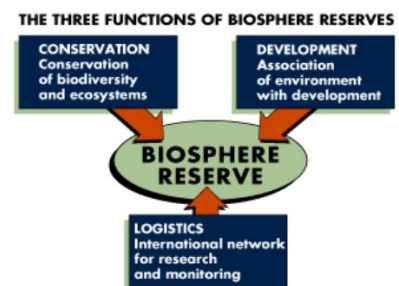 THE THREE FUNCTIONS OF BIOSPHERE RESERVES
CONSERVATION
Conservation
of biodiversity
and ecosystems
DEVELOPMENT
Association
of environment
with development
BIOSPHERE
RESERVE
LOGISTICS
International network
for research
and monitoring